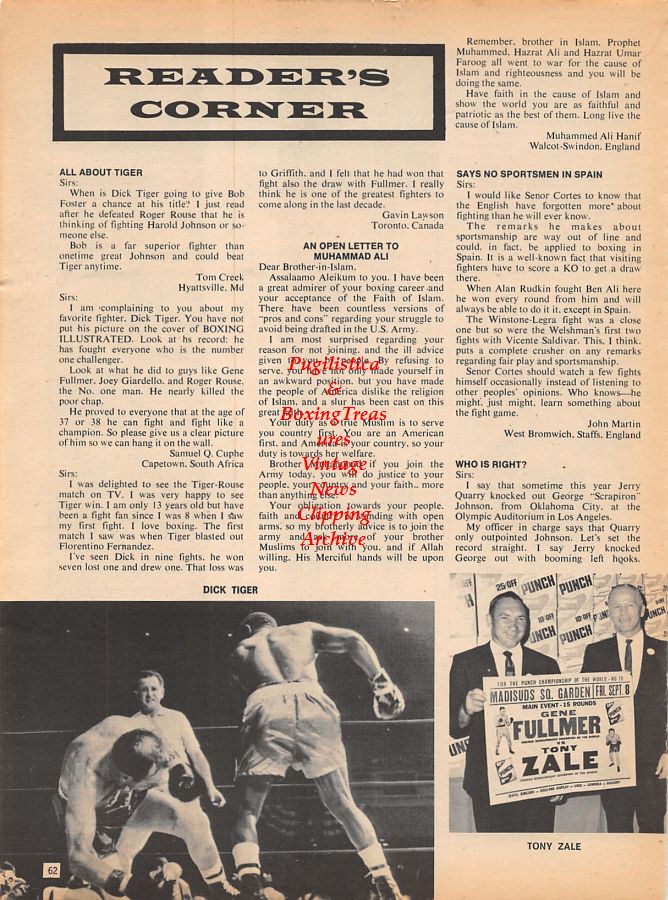 READER'S
CORNER
ALL ABOUT TIGER
Sirs:
When is Dick Tiger going to give Bob
Foster a chance at his title? I just read
after he defeated Roger Rouse that he is
thinking of fighting Harold Johnson or so-
meone else.
Bob is a far superior fighter than
onetime great Johnson and could beat
Tiger anytime.
Tom Creek
Hyattsville, Md
Sirs:
I am complaining to you about my
favorite fighter. Dick Tiger. You have not
put his picture on the cover of BOXING
ILLUSTRATED. Look at hs record: he
has fought everyone who is the number
one challenger.
Look at what he did to guys like Gene
Fullmer, Joey Giardello, and Roger Rouse,
the No. one man. He nearly killed the
poor chap.
He proved to everyone that at the age of
37 or 38 he can fight and fight like a
champion. So please give us a clear picture
of him so we can hang it on the wall.
Samuel Q. Cuphe
Capetown, South Africa
Sirs:
I was delighted to see the Tiger-Rouse
match on TV. I was very happy to see
Tiger win. I am only 13 years old but have
been a fight fan since I was 8 when I saw
my first fight. I love boxing. The first
match I saw was when Tiger blasted out
Florentino Fernandez.
I've seen Dick in nine fights, he won
seven lost one and drew one. That loss was
to Griffith, and I felt that he had won that
fight also the draw with Fullmer. I really
think he is one of the greatest fighters to
come along in the last decade.
Gavin Lawson
Toronto, Canada
AN OPEN LETTER TO
MUHAMMAD ALI
Dear Brother-in-Islam,
Assalaamo Aleikum to you. I have been
a great admirer of your boxing career and
your acceptance of the Faith of Islam.
There have been countless versions of
"pros and cons" regarding your struggle to
avoid being drafted in the U.S. Army.
I am most surprised regarding your
reason for not joining, and the ill advice
given to you by people. By refusing to
serve, you have not only made yourself in
an awkward position, but you have made
the people of America dislike the religion
of Islam, and a slur has been cast on this
great
Your duty as a true Muslim is to serve
you country first. You are an American
first, and America is your country, so your
duty is towards her welfare.
Brother if you join the
Army today, you will do justice to your
people, your country and your faith, more
than anything else.
Your obligation towards your people,
faith and standing with open
arms, so my brotherly advice is to join the
army and of your brother
Muslims to join with you, and if Allah
willing, His Merciful hands will be upon
you.
Remember, brother in Islam, Prophet
Muhammed, Hazrat Ali and Hazrat Umar
Faroog all went to war for the cause of
Islam and righteousness and you will be
doing the same.
Have faith in the cause of Islam and
show the world you are as faithful and
patriotic as the best of them. Long live the
cause of Islam.
Muhammed Ali Hanif
Walcot-Swindon, England
SAYS NO SPORTSMEN IN SPAIN
Sir:
I would like Senor Cortes to know that
the English have forgotten more about
fighting than he will ever know.
The remarks he makes about
sportsmanship are way out of line and
could, in fact, be applied to boxing in
Spain. It is a well-known fact that visiting
fighters have to score a KO to get a draw
there.
When Alan Rudkin fought Ben Ali here
he won every round from him and will
always be able to do it, except in Spain.
The Winstone-Legra fight was a close
one but so were the Welshman's first two
fights with Vicente Saldivar. This, I think,
puts a complete crusher on any remarks
regarding fair play and sportsmanship.
Senor Cortes should watch a few fights
himself occasionally instead of listening to
other peoples' opinions. Who knows—he
might, just might, learn something about
the fight game.
John Martin
West Bromwich, Staffs, England
WHO IS RIGHT?
Sir:
I say that sometime this year Jerry
Quarry knocked out George "Scrapiron"
Johnson, from Oklahoma City, at the
Olympic Auditorium in Los Angeles.
My officer in charge says that Quarry
only outpointed Johnson. Let's set the
record straight. I say Jerry knocked
George out with booming left hooks.
Pugilistica
&
BoxingTreas
ures
Vintage
News
Clipping
Archive
DICK TIGER
62
25¢ OFF
PUNCH
PUNCH
10¢ OFF
PUNCH
PUNCH
FOR THE PUNCH CHAMPIONSHIP OF THE WORLD
MADISUDS SQ. GARDEN FRI. SEPT. 8
MAIN EVENT-15 ROUNDS
GENE
FULLMER
VS
TONY
ZALE
TONY ZALE